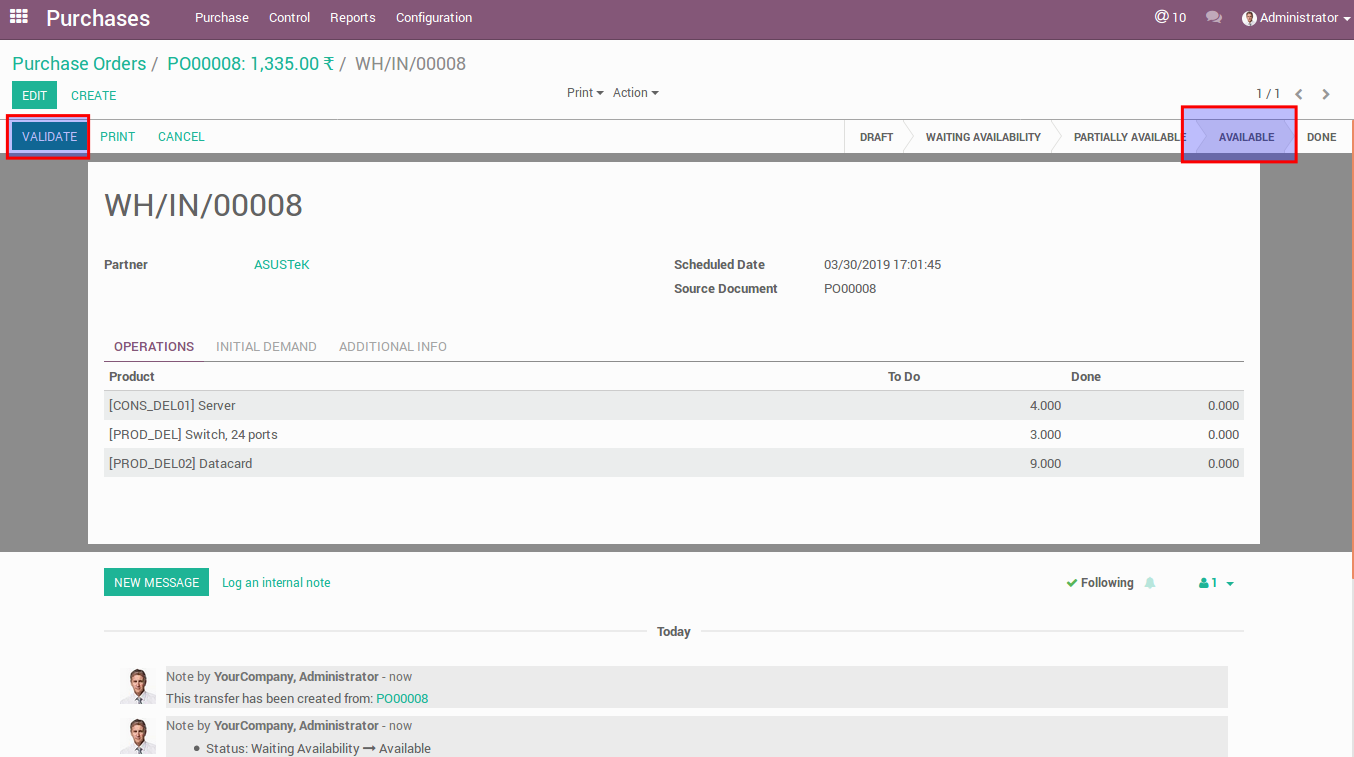 Purchases Purchase Control Reports Configuration @ 10 Administrator
Purchase Orders / PO00008: 1,335.00 ₹ / WH/IN/00008
EDIT CREATE Print Action 1 / 1
VALIDATE PRINT CANCEL DRAFT WAITING AVAILABILITY PARTIALLY AVAILABLE AVAILABLE DONE
WH/IN/00008
Partner ASUSTeK Scheduled Date 03/30/2019 17:01:45
Source Document PO00008
OPERATIONS INITIAL DEMAND ADDITIONAL INFO
Product To Do Done
[CONS_DEL01] Server 4.000 0.000
[PROD_DEL] Switch, 24 ports 3.000 0.000
[PROD_DEL02] Datacard 9.000 0.000
NEW MESSAGE Log an internal note Following 1
Today
Note by YourCompany, Administrator - now
This transfer has been created from: PO00008
Note by YourCompany, Administrator - now
• Status: Waiting Availability → Available